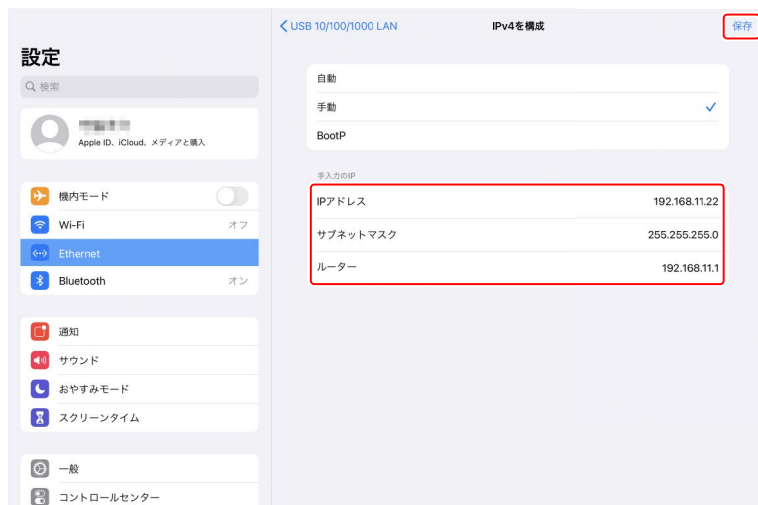 設定
検索
Apple ID、iCloud、メディアと購入
機内モード
Wi-Fi オフ
Ethernet
Bluetooth オン
通知
サウンド
おやすみモード
スクリーンタイム
一般
コントロールセンター
USB 10/100/1000 LAN IPv4を構成 保存
自動
手動
BootP
手入力のIP
IPアドレス 192.168.11.22
サブネットマスク 255.255.255.0
ルーター 192.168.11.1